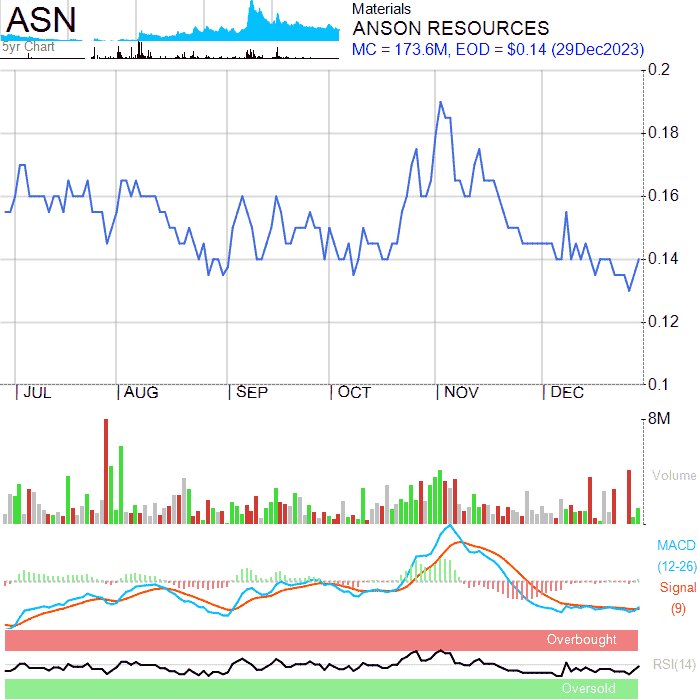 ASN
5yr Chart
Materials
ANSON RESOURCES
MC = 173.6M, EOD = $0.14 (29Dec2023)
0.2
0.18
0.16
0.14
0.12
0.1
JUL AUG SEP OCT NOV DEC
8M
Volume
MACD
(12-26)
Signal
(9)
Overbought
RSI(14)
Oversold